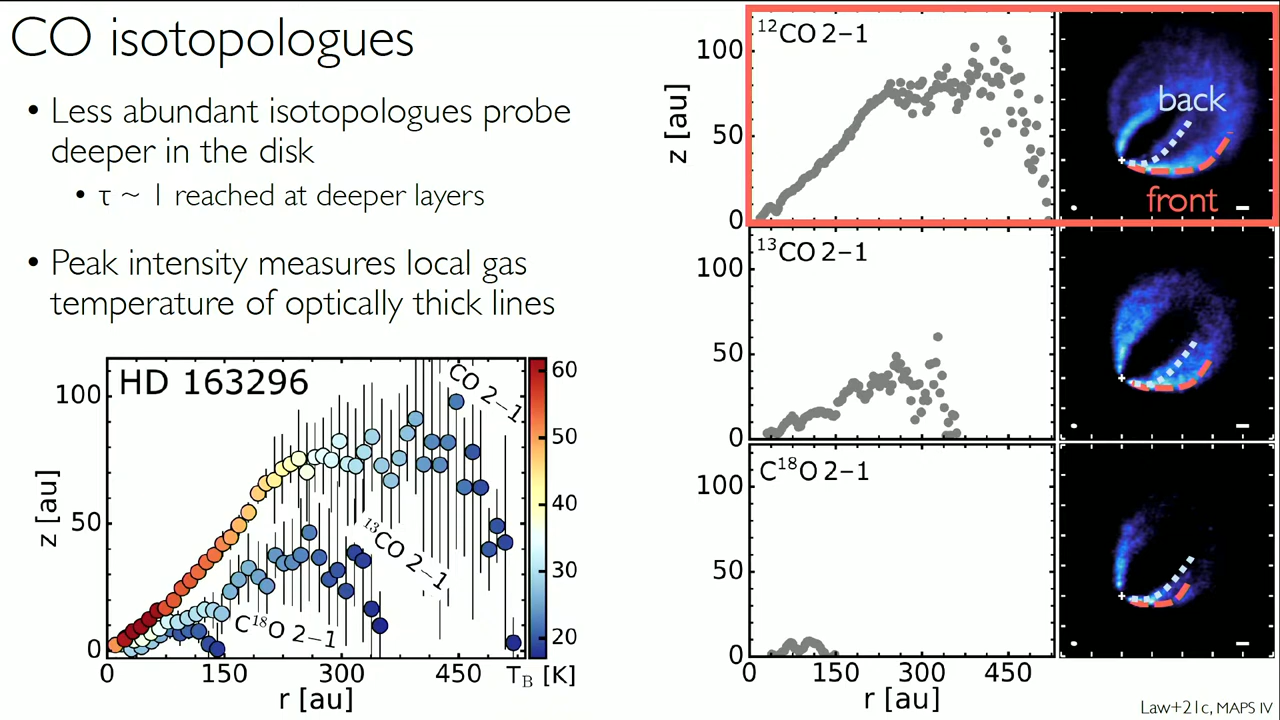 CO isotopologues
• Less abundant isotopologues probe
deeper in the disk
• τ ~ 1 reached at deeper layers
• Peak intensity measures local gas
temperature of optically thick lines
HD 163296
CO 2−1
¹³CO 2−1
C¹⁸O 2−1
100
50
0
z [au]
0 150 300 450
r [au]
60
50
40
30
20
T_B [K]
¹²CO 2−1
100
50
0
z [au]
back
front
¹³CO 2−1
100
50
0
C¹⁸O 2−1
100
50
0
0 150 300 450
r [au]
Law+21c, MAPS IV